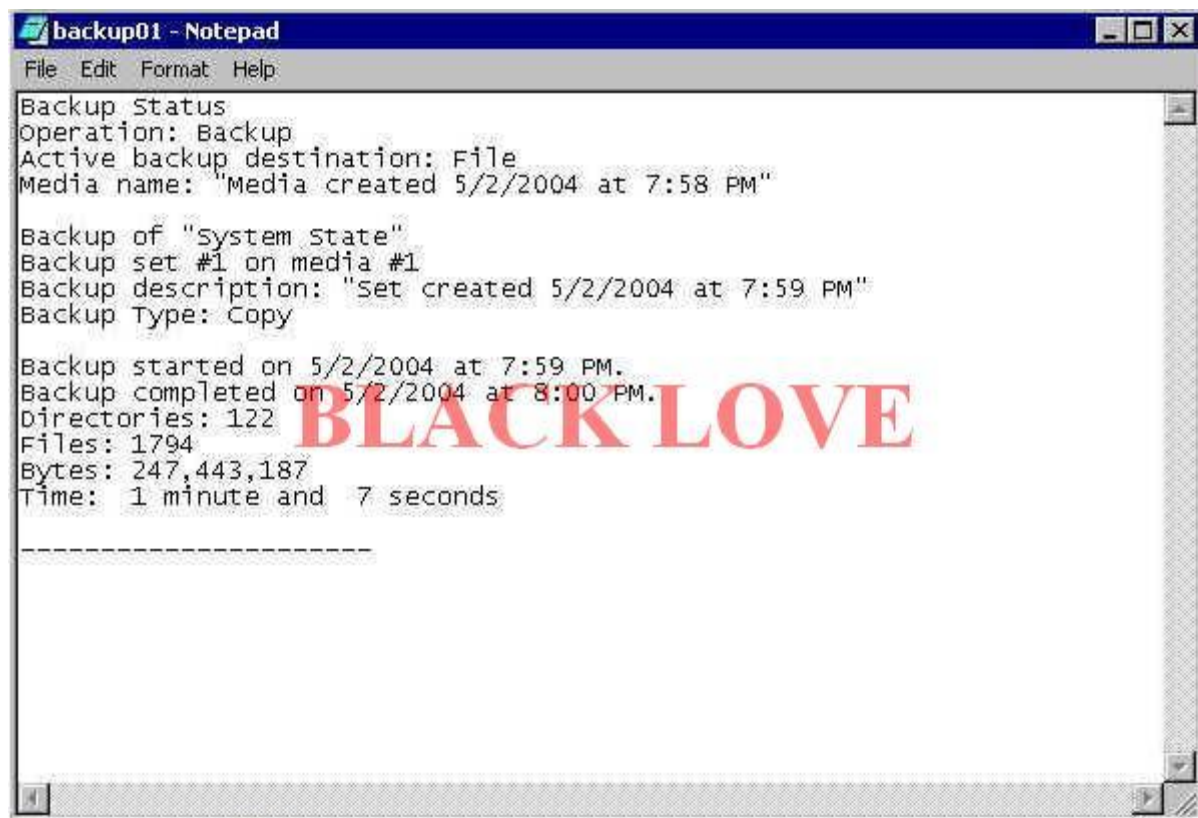 backup01 - Notepad
File Edit Format Help
Backup Status
Operation: Backup
Active backup destination: File
Media name: "Media created 5/2/2004 at 7:58 PM"
Backup of "System State"
Backup set #1 on media #1
Backup description: "Set created 5/2/2004 at 7:59 PM"
Backup Type: Copy
Backup started on 5/2/2004 at 7:59 PM.
Backup completed on 5/2/2004 at 8:00 PM.
Directories: 122
BLACK LOVE
Files: 1794
Bytes: 247,443,187
Time:  1 minute and  7 seconds
----------------------